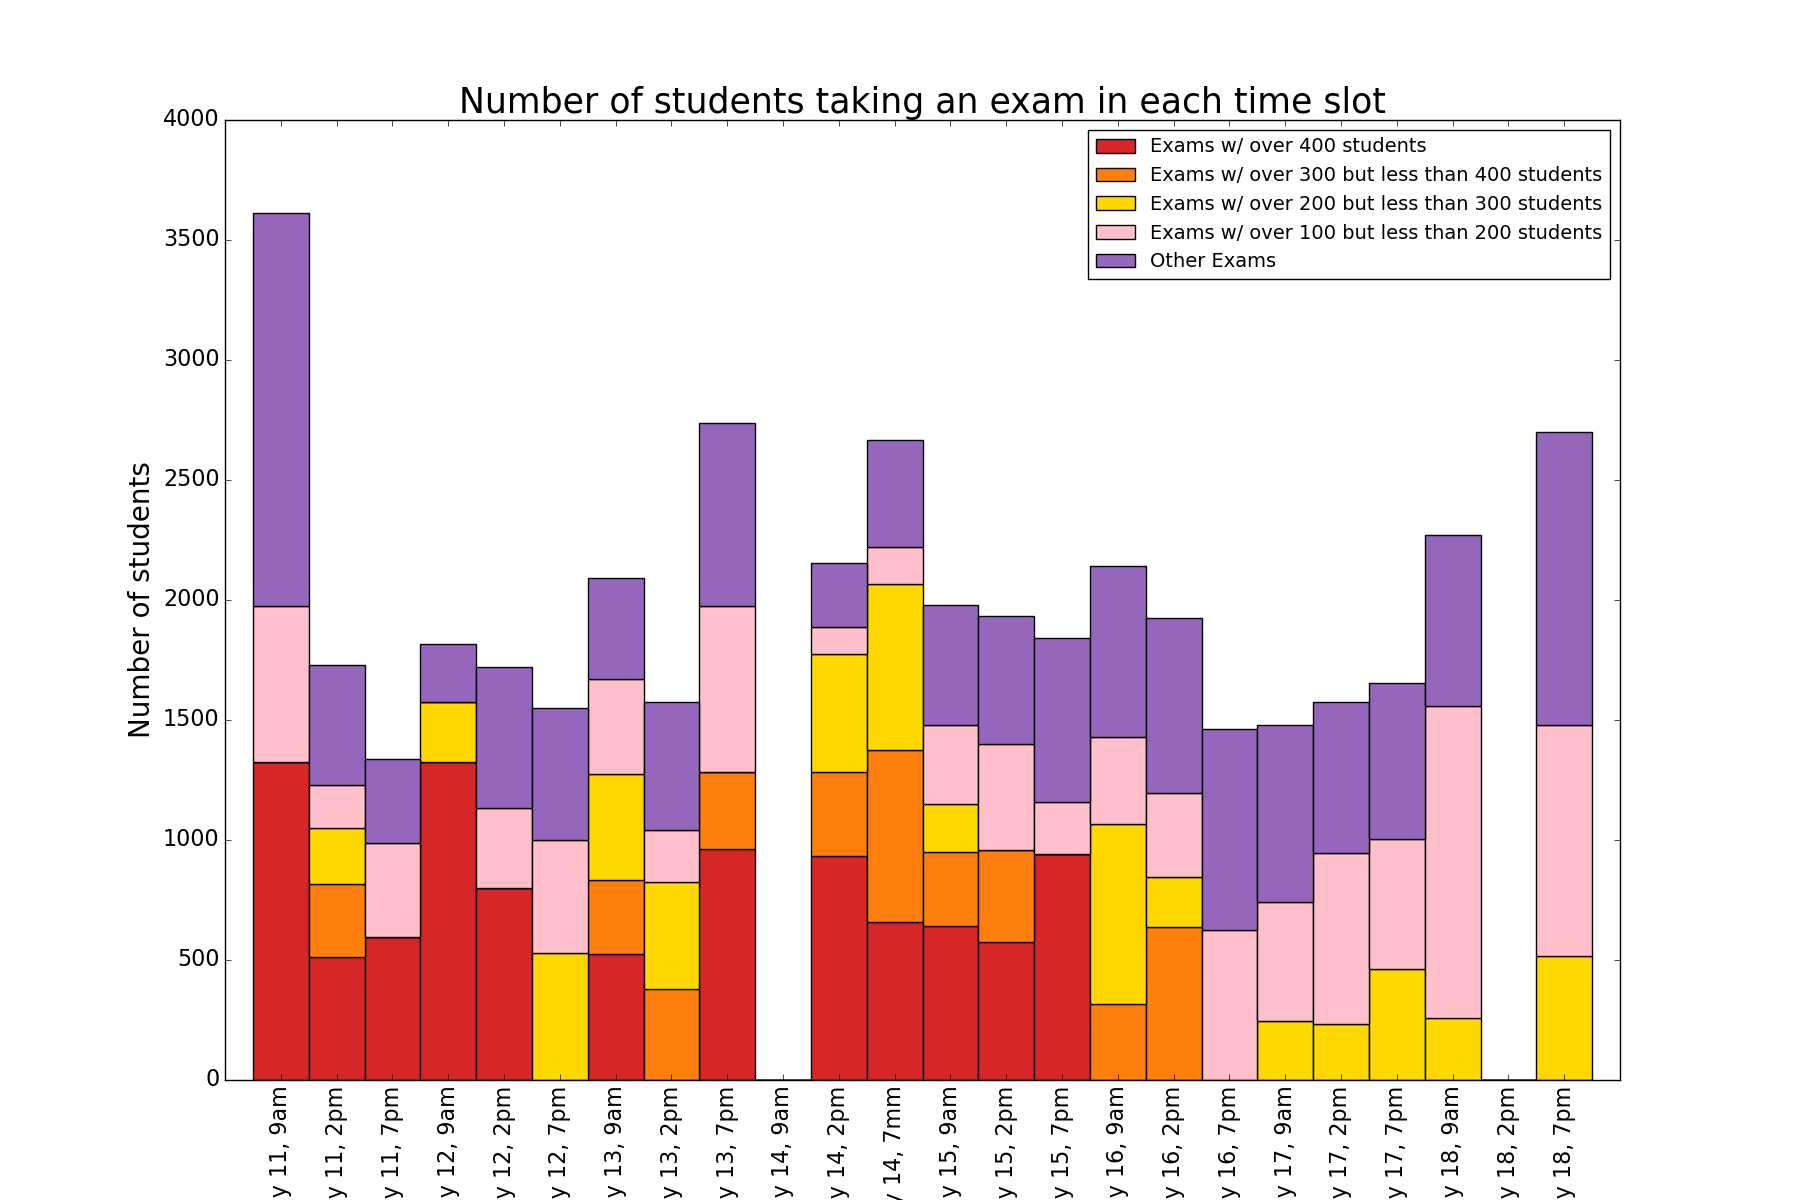 Number of students taking an exam in each time slot
Exams w/ over 400 students
Exams w/ over 300 but less than 400 students
Exams w/ over 200 but less than 300 students
Exams w/ over 100 but less than 200 students
Other Exams
Number of students
4000
3500
3000
2500
2000
1500
1000
500
0
y 11, 9am
y 11, 2pm
y 11, 7pm
y 12, 9am
y 12, 2pm
y 12, 7pm
y 13, 9am
y 13, 2pm
y 13, 7pm
y 14, 9am
y 14, 2pm
y 14, 7mm
y 15, 9am
y 15, 2pm
y 15, 7pm
y 16, 9am
y 16, 2pm
y 16, 7pm
y 17, 9am
y 17, 2pm
y 17, 7pm
y 18, 9am
y 18, 2pm
y 18, 7pm